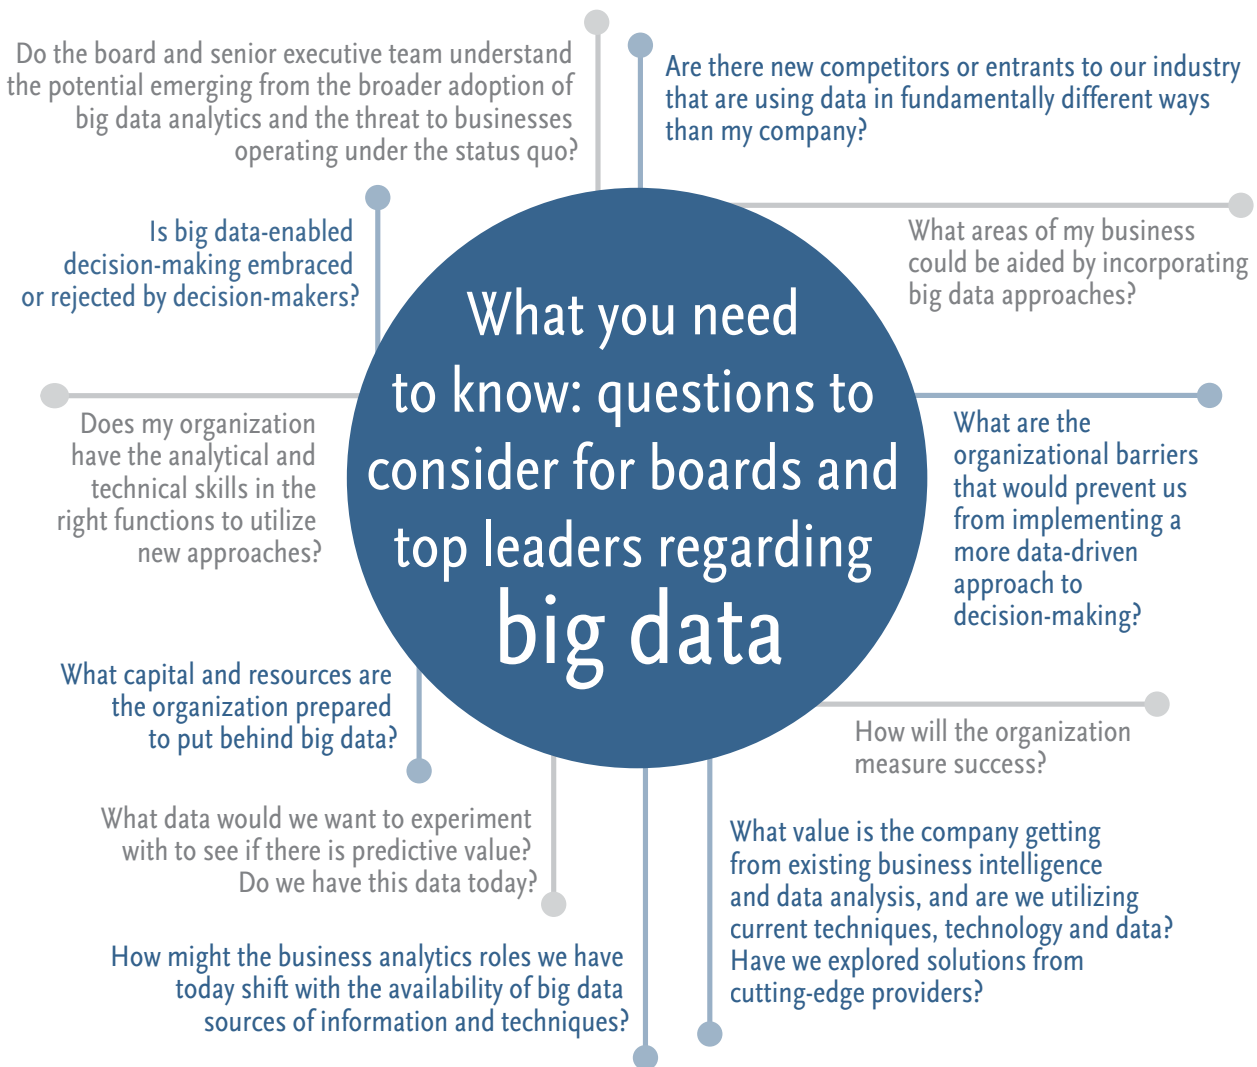 Do the board and senior executive team understand
the potential emerging from the broader adoption of
big data analytics and the threat to businesses
operating under the status quo?
Are there new competitors or entrants to our industry
that are using data in fundamentally different ways
than my company?
Is big data-enabled
decision-making embraced
or rejected by decision-makers?
What areas of my business
could be aided by incorporating
big data approaches?
What you need
to know: questions to
consider for boards and
top leaders regarding
big data
Does my organization
have the analytical and
technical skills in the
right functions to utilize
new approaches?
What are the
organizational barriers
that would prevent us
from implementing a
more data-driven
approach to
decision-making?
What capital and resources are
the organization prepared
to put behind big data?
How will the organization
measure success?
What data would we want to experiment
with to see if there is predictive value?
Do we have this data today?
What value is the company getting
from existing business intelligence
and data analysis, and are we utilizing
current techniques, technology and data?
Have we explored solutions from
cutting-edge providers?
How might the business analytics roles we have
today shift with the availability of big data
sources of information and techniques?